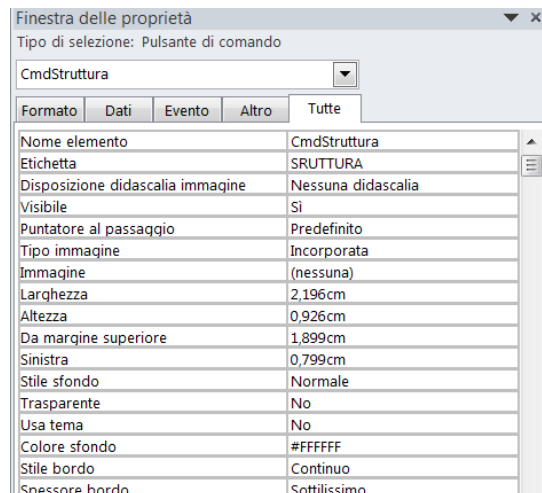 Finestra delle proprietà
Tipo di selezione: Pulsante di comando
CmdStruttura
Formato Dati Evento Altro Tutte
Nome elemento CmdStruttura
Etichetta SRUTTURA
Disposizione didascalia immagine Nessuna didascalia
Visibile Sì
Puntatore al passaggio Predefinito
Tipo immagine Incorporata
Immagine (nessuna)
Larghezza 2,196cm
Altezza 0,926cm
Da margine superiore 1,899cm
Sinistra 0,799cm
Stile sfondo Normale
Trasparente No
Usa tema No
Colore sfondo #FFFFFF
Stile bordo Continuo
Spessore bordo Sottilissimo